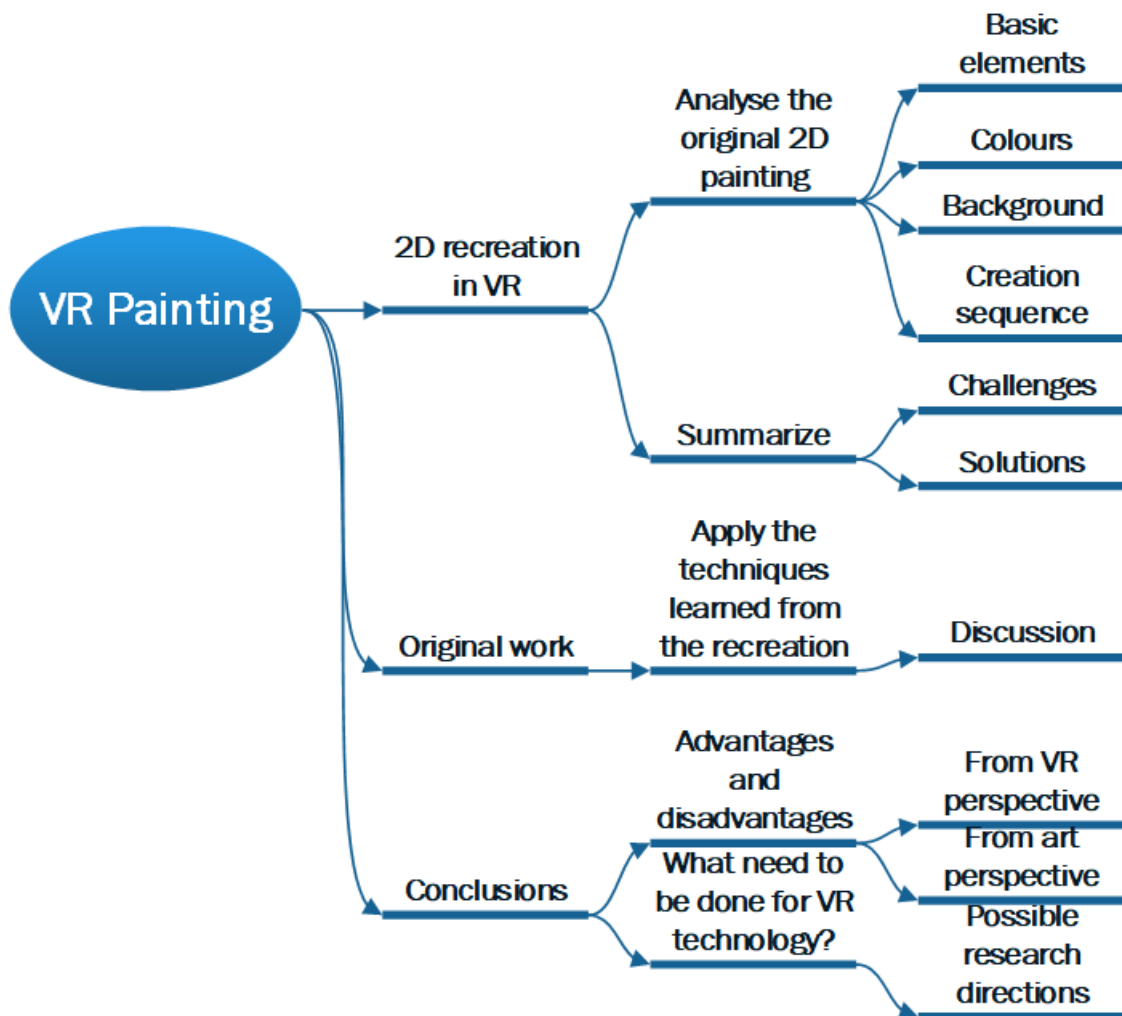 VR Painting
2D recreation
in VR
Analyse the
original 2D
painting
Basic
elements
Colours
Background
Creation
sequence
Summarize
Challenges
Solutions
Original work
Apply the
techniques
learned from
the recreation
Discussion
Conclusions
Advantages
and
disadvantages
From VR
perspective
From art
perspective
What need to
be done for VR
technology?
Possible
research
directions